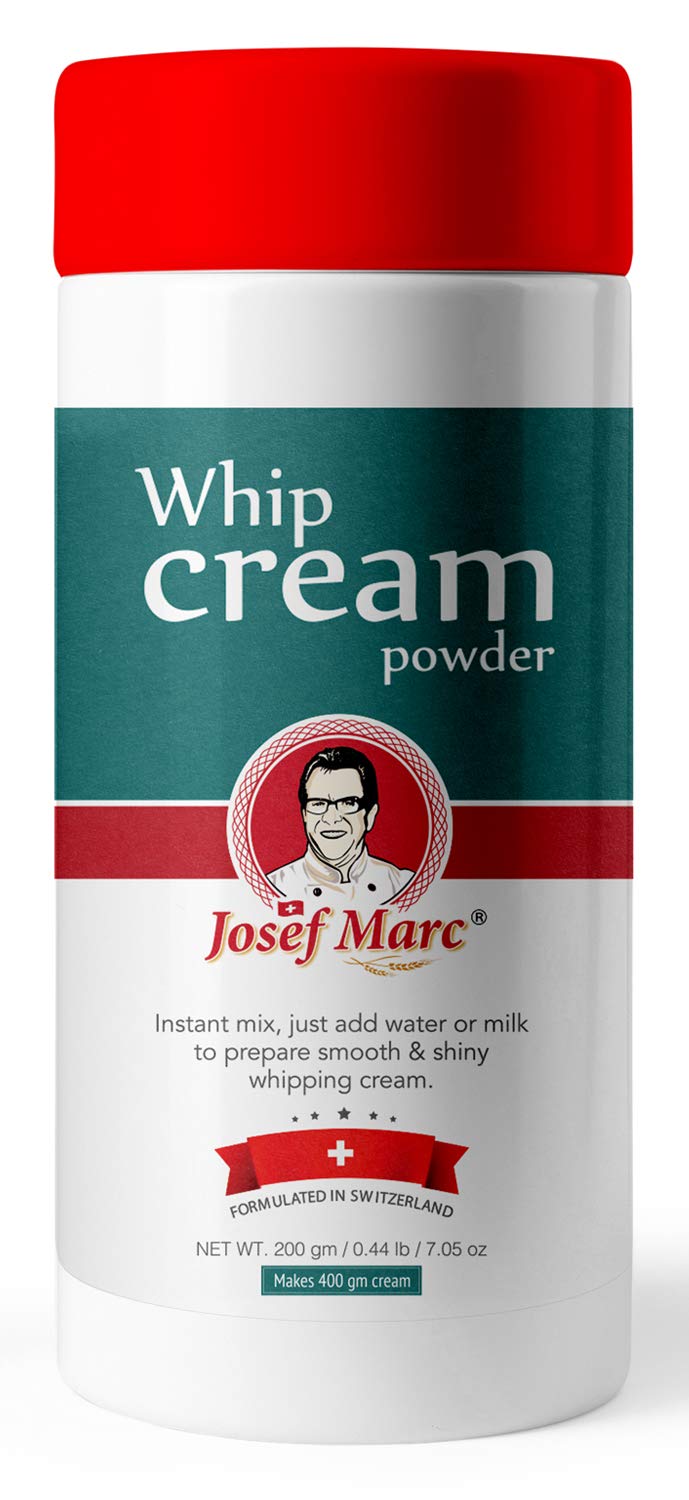 Whip
cream
powder
Josef Marc®
Instant mix, just add water or milk
to prepare smooth & shiny
whipping cream.
FORMULATED IN SWITZERLAND
NET WT. 200 gm / 0.44 lb / 7.05 oz
Makes 400 gm cream